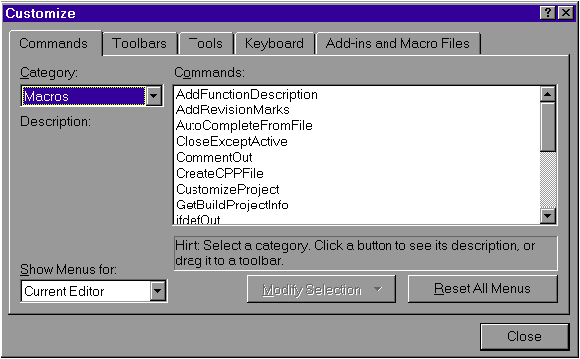 Customize
Commands Toolbars Tools Keyboard Add-ins and Macro Files
Category:
Macros
Description:
Commands:
AddFunctionDescription
AddRevisionMarks
AutoCompleteFromFile
CloseExceptActive
CommentOut
CreateCPPFile
CustomizeProject
GetBuildProjectInfo
ifdefOut
Hint: Select a category. Click a button to see its description, or
drag it to a toolbar.
Show Menus for:
Current Editor
Modify Selection
Reset All Menus
Close